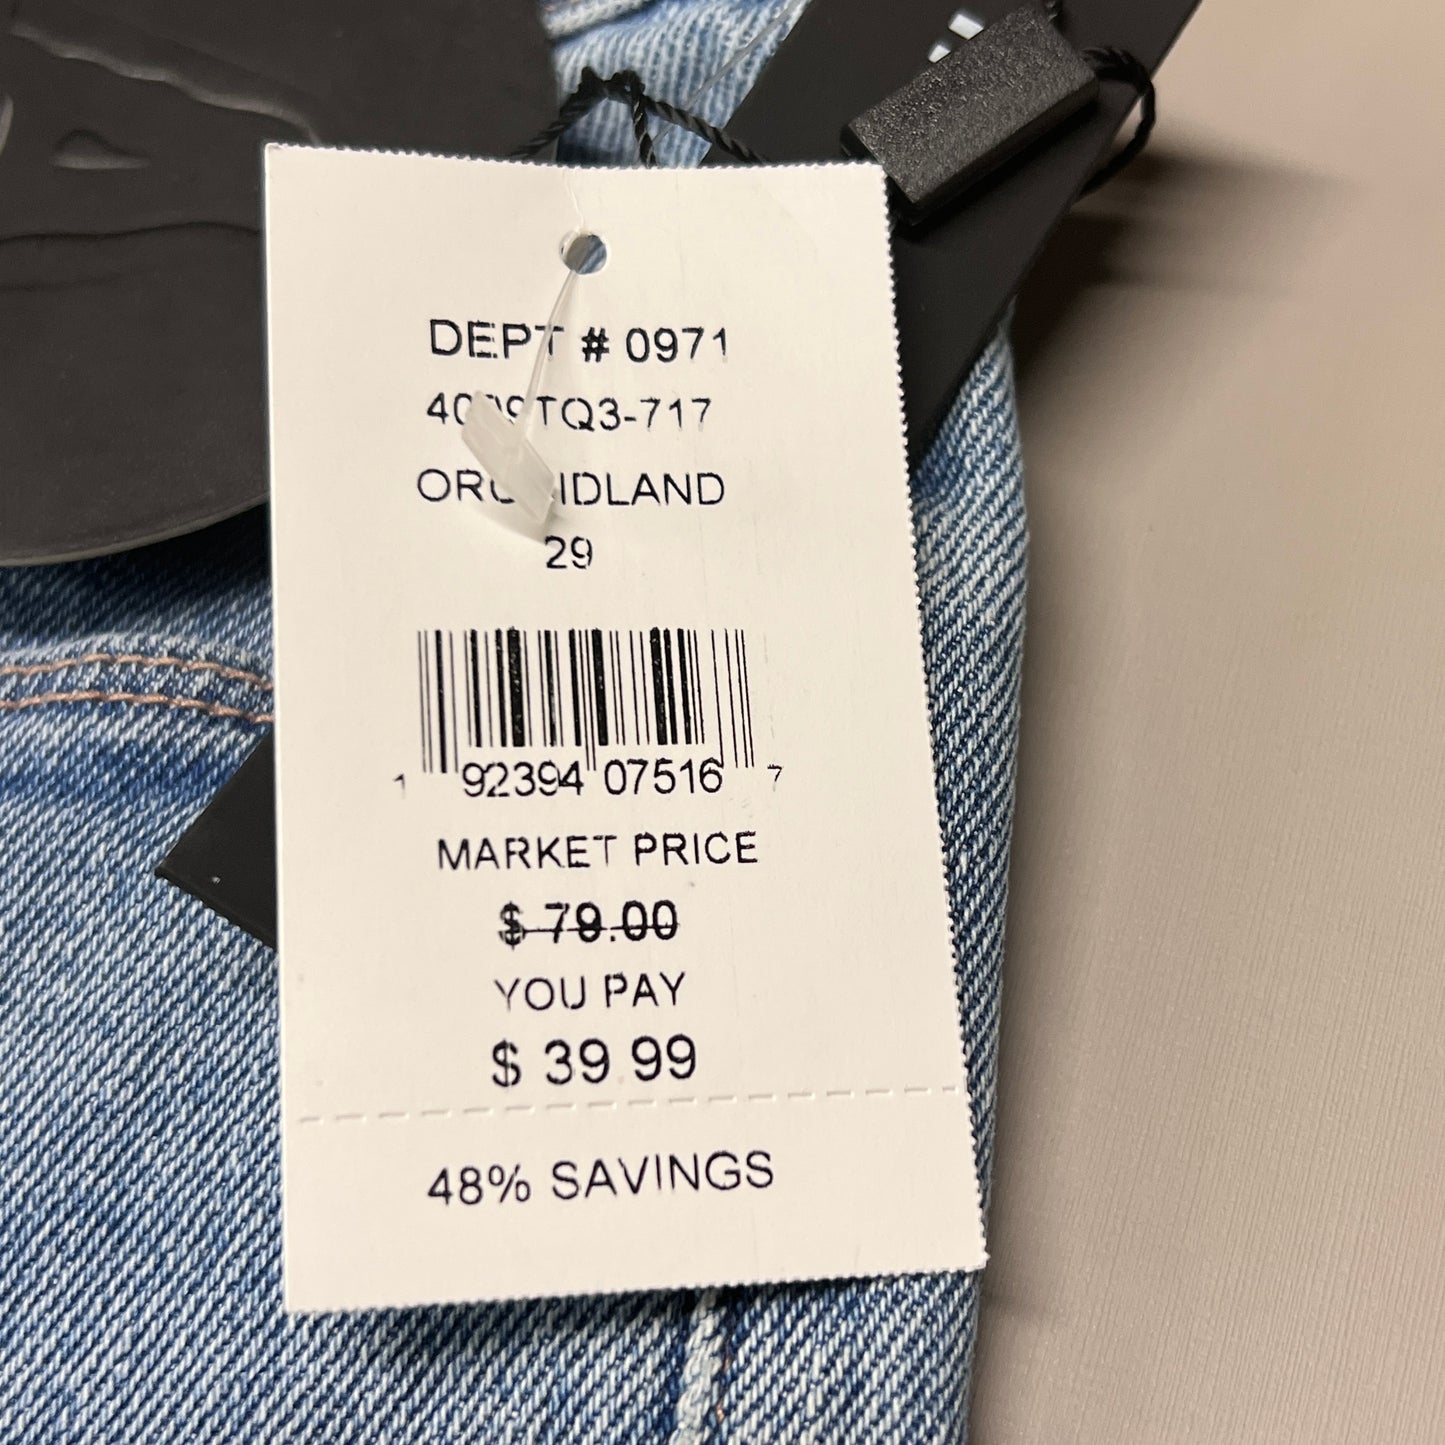 DEPT # 0971
29
1 92394 07516 7
MARKET PRICE
$ 79.00
YOU PAY
$ 39.99
48% SAVINGS